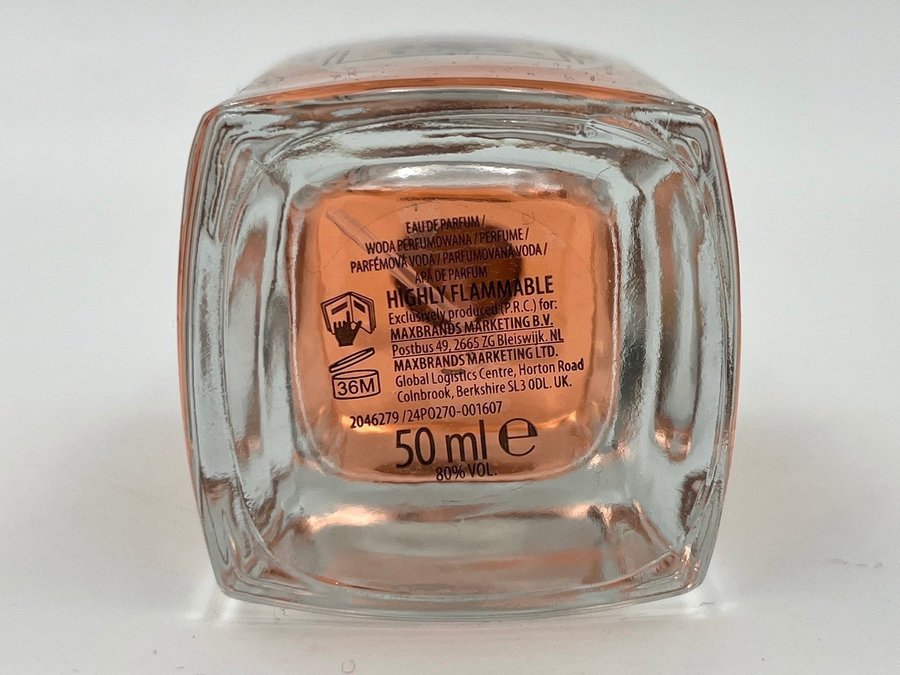 EAU DE PARFUM /
WODA PERFUMOWANA / PERFUME /
PARFÉMOVÁ VODA / PARFUMOVANÁ VODA /
APĂ DE PARFUM
HIGHLY FLAMMABLE
Exclusively produced (P.R.C.) for:
MAXBRANDS MARKETING B.V.
Postbus 49, 2665 ZG Bleiswijk. NL
MAXBRANDS MARKETING LTD.
Global Logistics Centre, Horton Road
Colnbrook, Berkshire SL3 0DL. UK.
36M
2046279 /24PO270-001607
50 ml ℮
80% VOL.